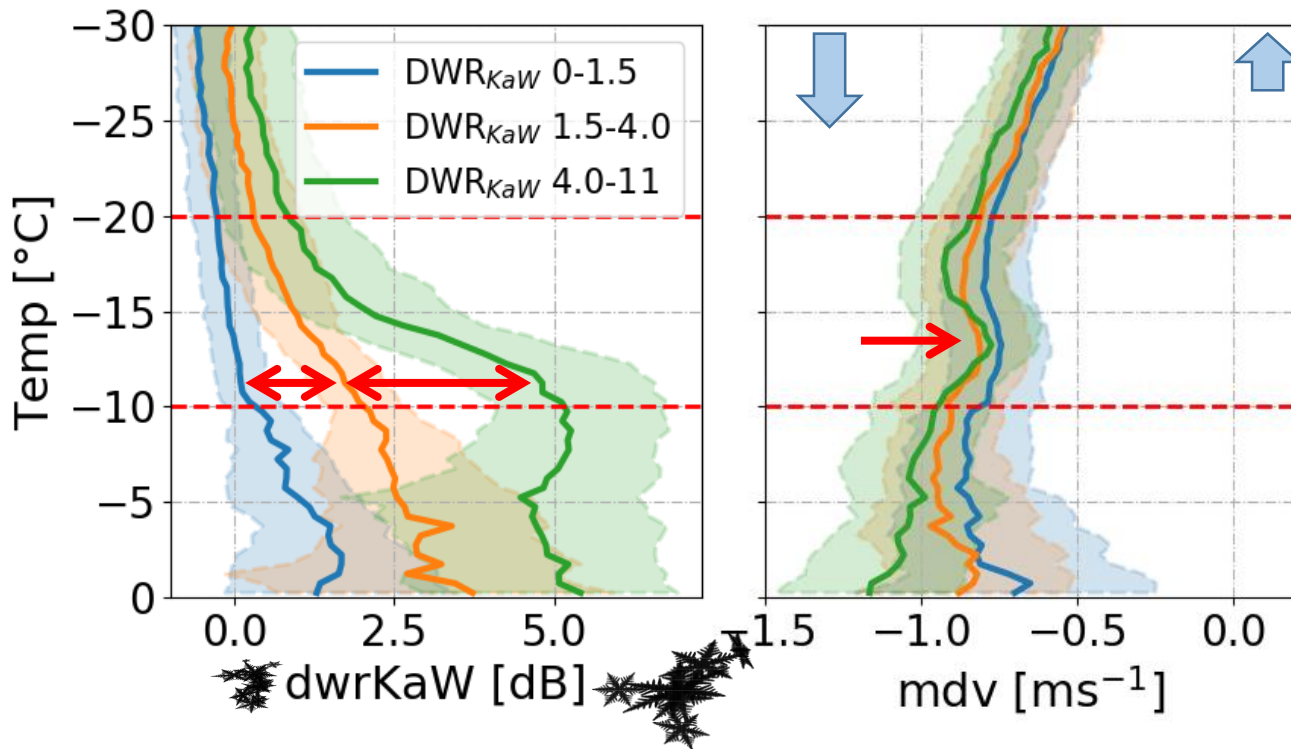 −30
−25
−20
−15
−10
−5
0
Temp [°C]
DWR_KaW 0-1.5
DWR_KaW 1.5-4.0
DWR_KaW 4.0-11
0.0 2.5 5.0
dwrKaW [dB]
−1.5 −1.0 −0.5 0.0
mdv [ms⁻¹]